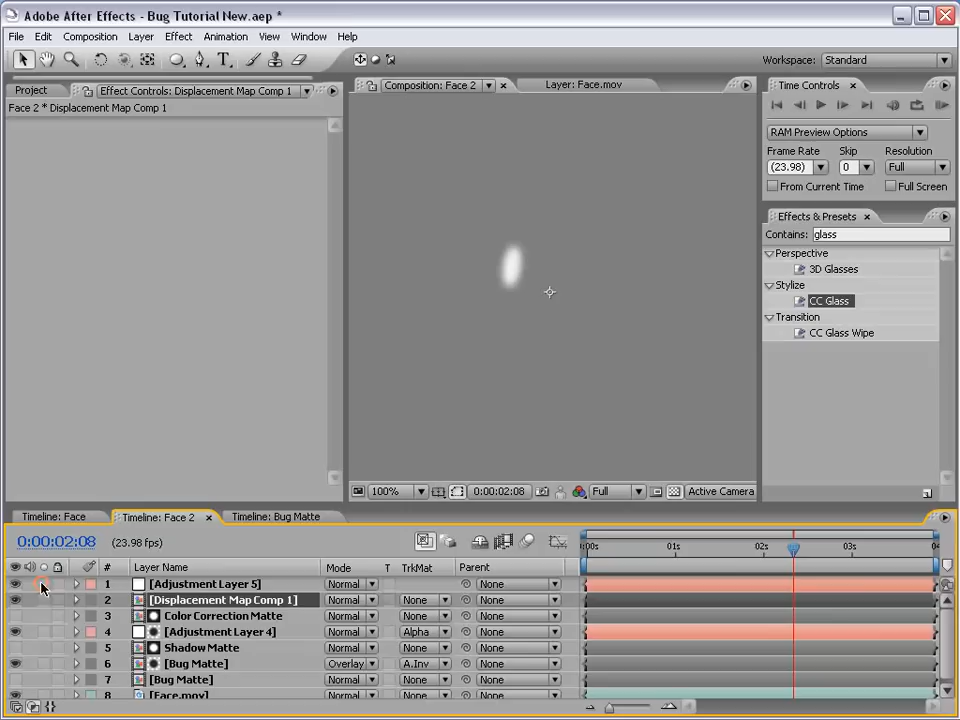 Adobe After Effects - Bug Tutorial New.aep *
File Edit Composition Layer Effect Animation View Window Help
Workspace: Standard
Project Effect Controls: Displacement Map Comp 1
Face 2 * Displacement Map Comp 1
Composition: Face 2 Layer: Face.mov
Time Controls
RAM Preview Options
Frame Rate Skip Resolution
(23.98) 0 Full
From Current Time Full Screen
Effects & Presets
Contains: glass
Perspective
3D Glasses
Stylize
CC Glass
Transition
CC Glass Wipe
100% 0:00:02:08 Full Active Camera
Timeline: Face Timeline: Face 2 Timeline: Bug Matte
0:00:02:08 (23.98 fps)
:00s 01s 02s 03s 04
# Layer Name Mode T TrkMat Parent
1 [Adjustment Layer 5] Normal None
2 [Displacement Map Comp 1] Normal None None
3 Color Correction Matte Normal None None
4 [Adjustment Layer 4] Normal Alpha None
5 Shadow Matte Normal None None
6 [Bug Matte] Overlay A.Inv None
7 [Bug Matte] Normal None None
8 [Face.mov] Normal None None